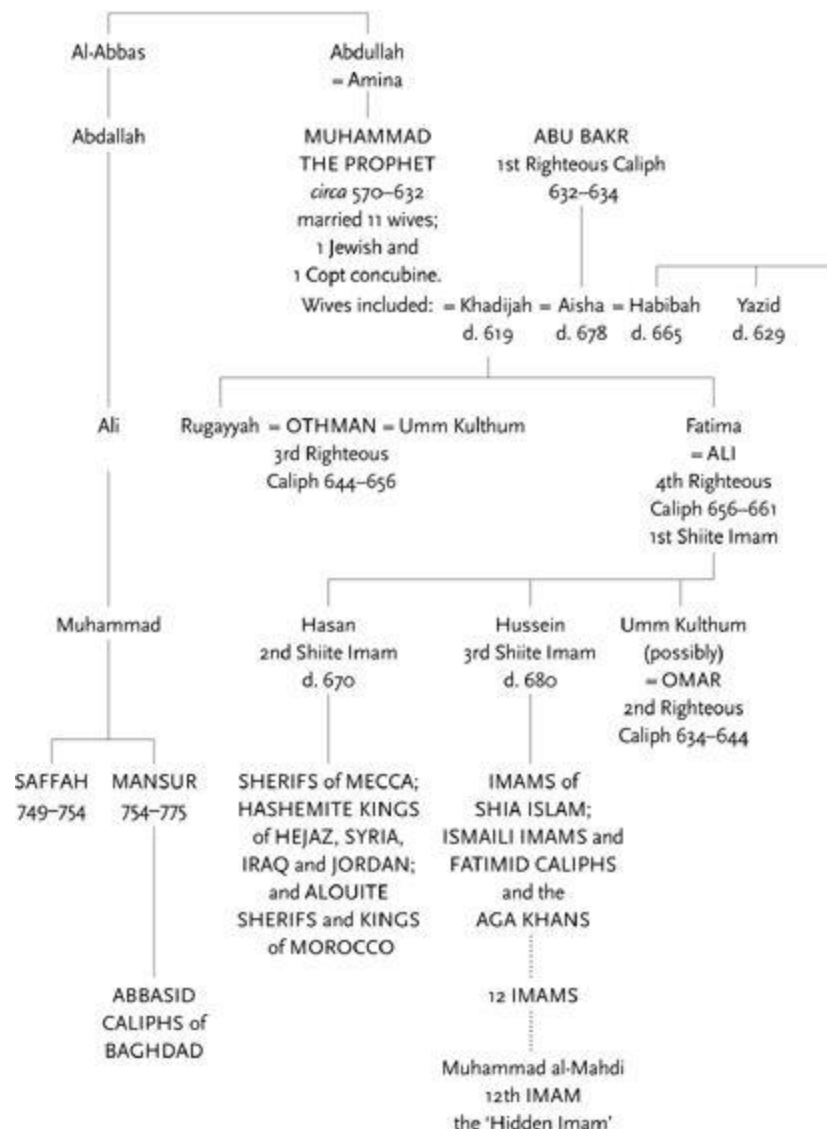 Al-Abbas
Abdullah
= Amina
Abdallah
MUHAMMAD
THE PROPHET
circa 570–632
married 11 wives;
1 Jewish and
1 Copt concubine.
ABU BAKR
1st Righteous Caliph
632–634
Wives included: = Khadijah = Aisha = Habibah
d. 619
d. 678
d. 665
Yazid
d. 629
Ali
Rugayyah = OTHMAN = Umm Kulthum
3rd Righteous
Caliph 644–656
Fatima
= ALI
4th Righteous
Caliph 656–661
1st Shiite Imam
Muhammad
Hasan
2nd Shiite Imam
d. 670
Hussein
3rd Shiite Imam
d. 680
Umm Kulthum
(possibly)
= OMAR
2nd Righteous
Caliph 634–644
SAFFAH
749–754
MANSUR
754–775
SHERIFS of MECCA;
HASHEMITE KINGS
of HEJAZ, SYRIA,
IRAQ and JORDAN;
and ALOUITE
SHERIFS and KINGS
of MOROCCO
IMAMS of
SHIA ISLAM;
ISMAILI IMAMS and
FATIMID CALIPHS
and the
AGA KHANS
ABBASID
CALIPHS of
BAGHDAD
12 IMAMS
Muhammad al-Mahdi
12th IMAM
the ‘Hidden Imam’